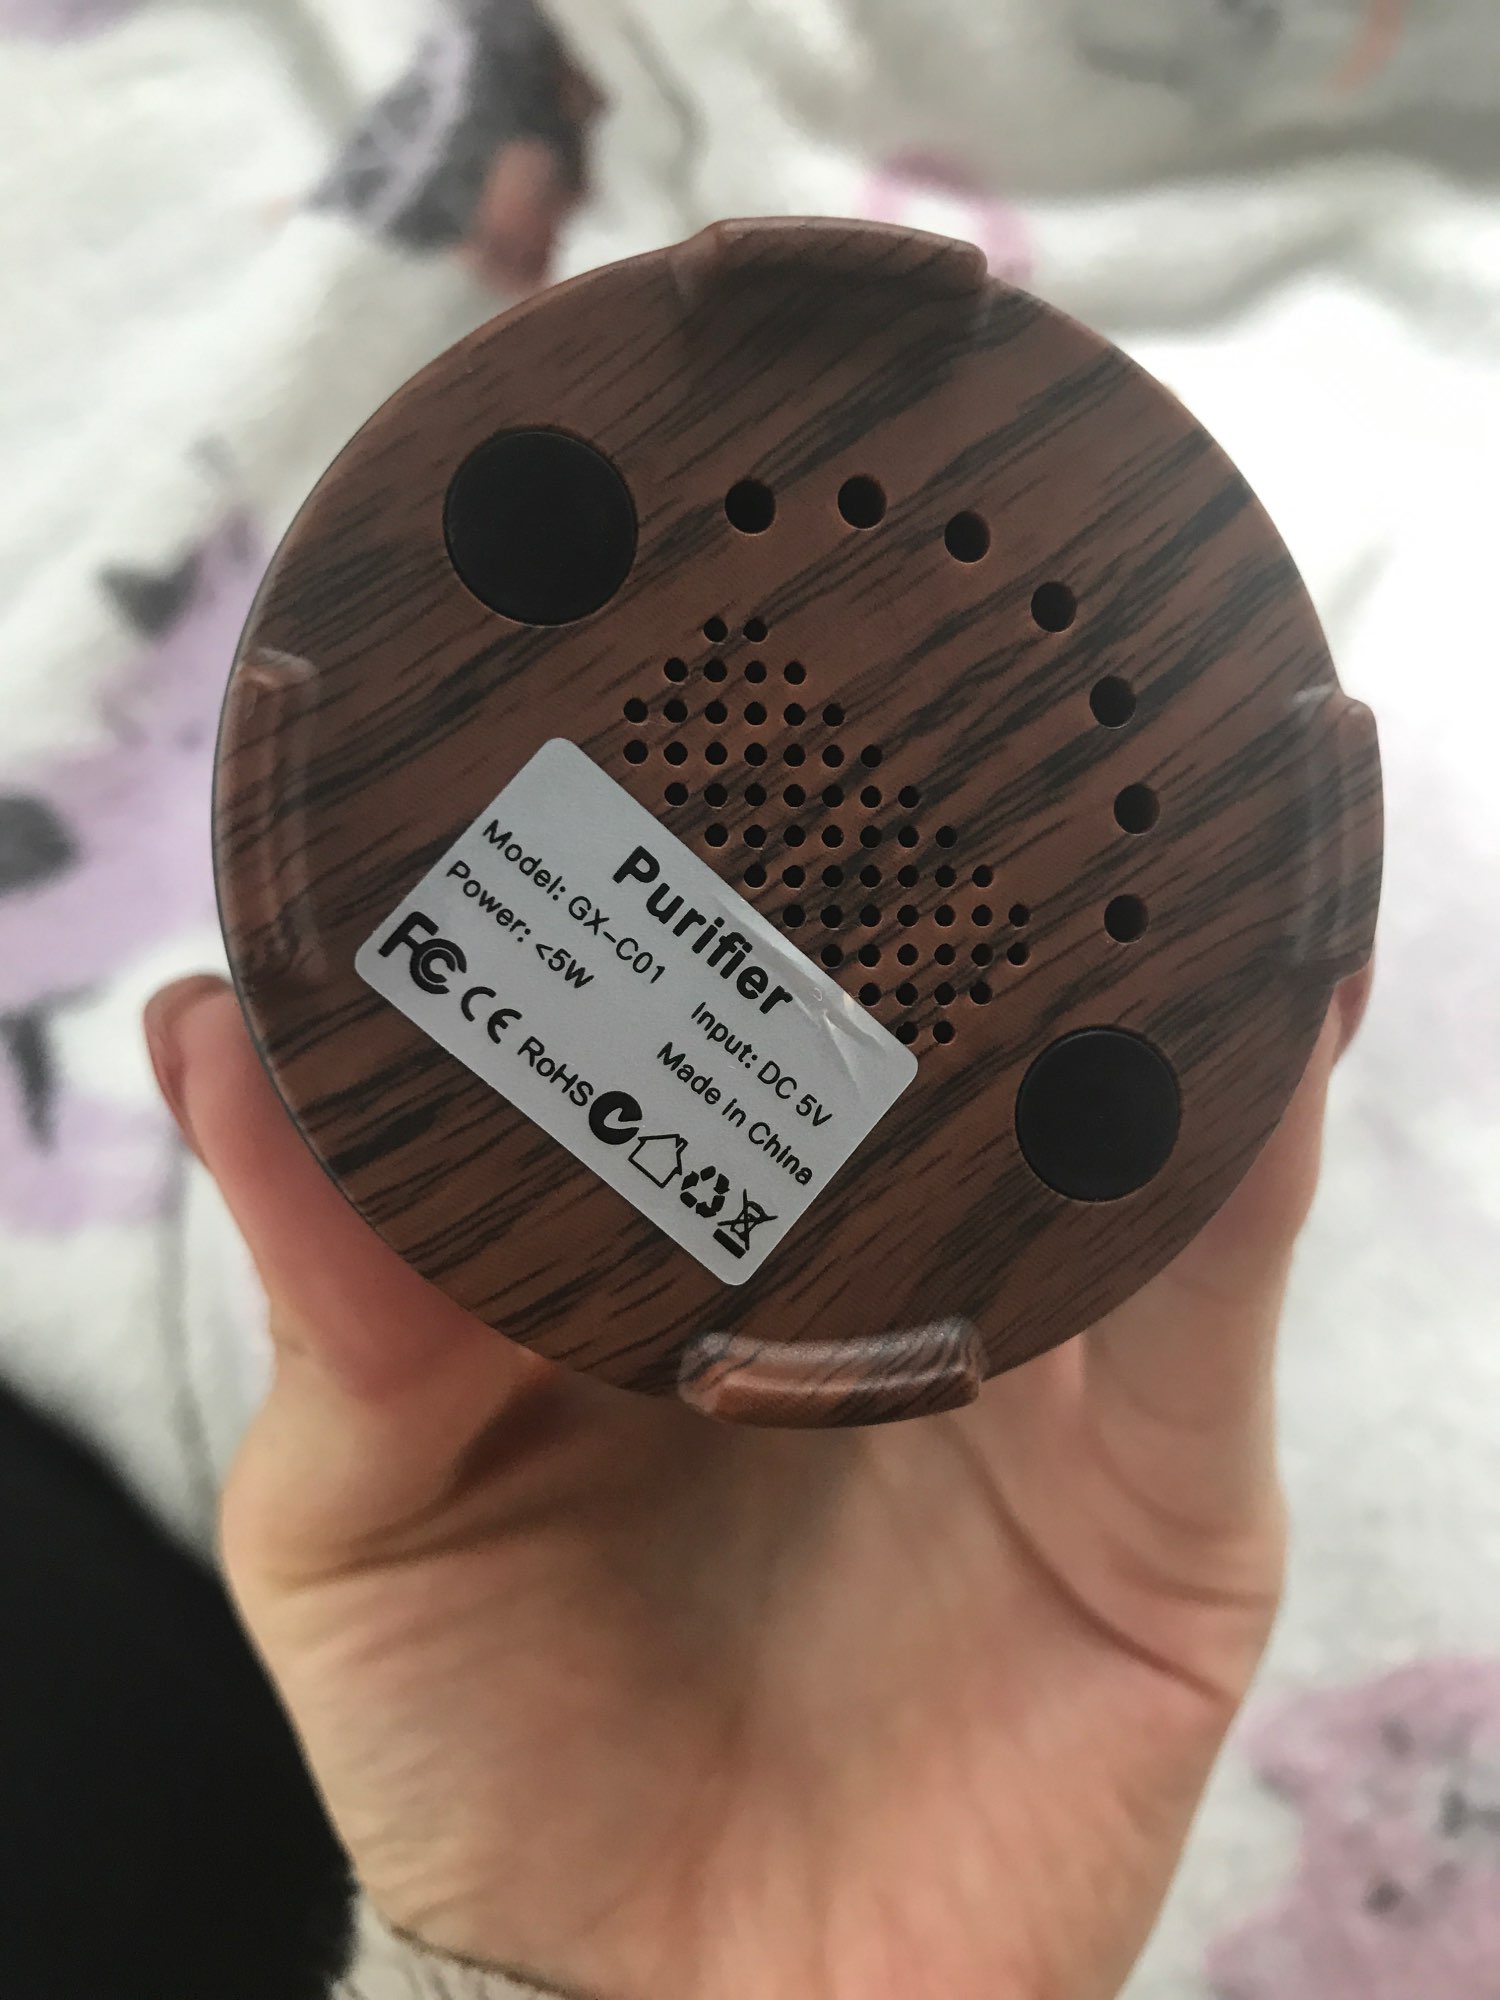 Purifier
Model: GX-C01 Input: DC 5V
Power: <5W Made in China
FC CE RoHS